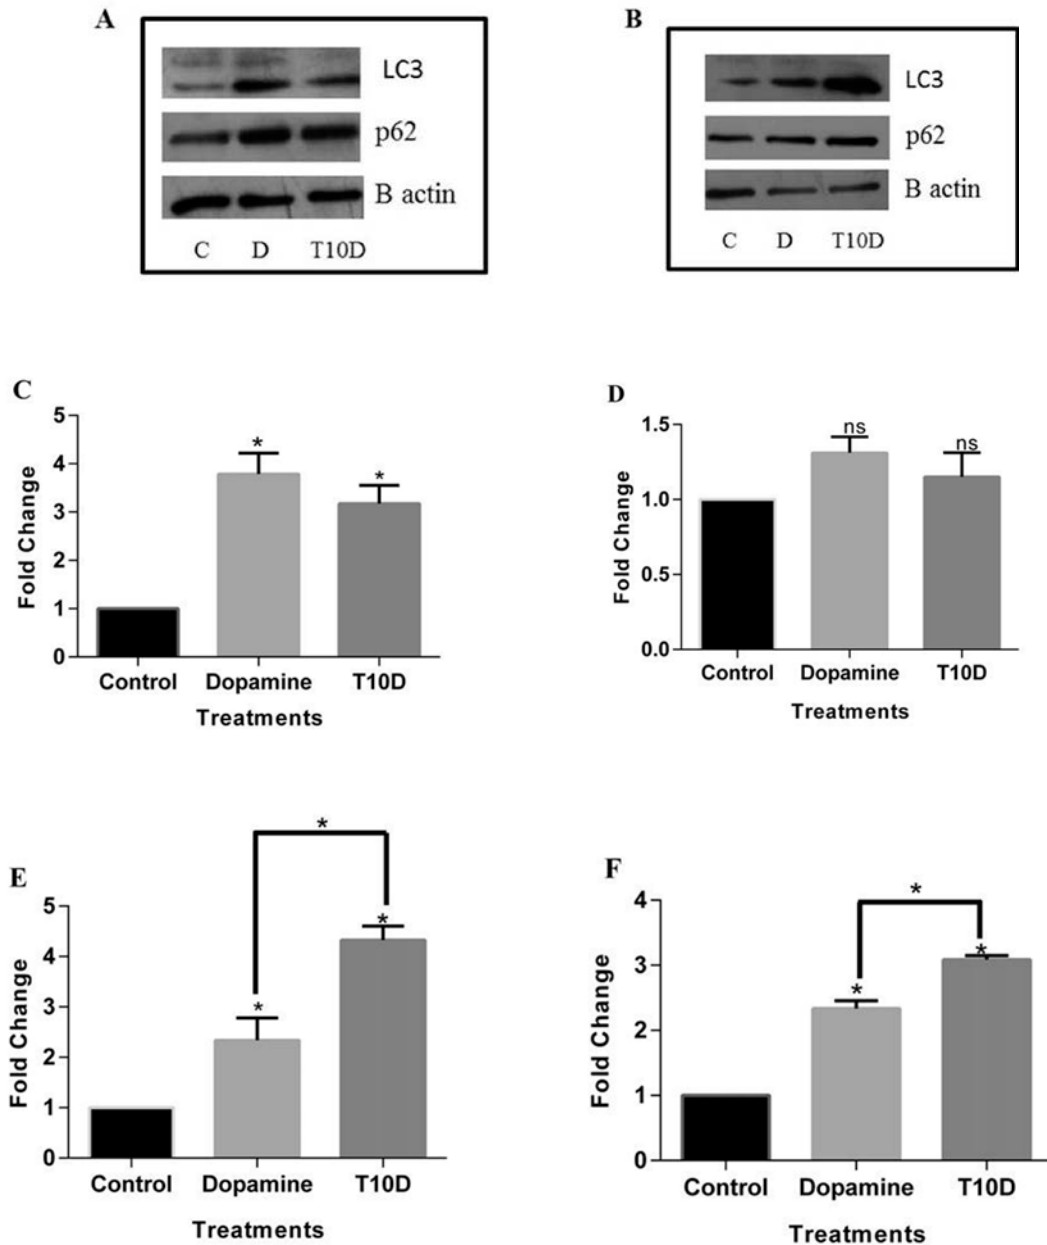 A
LC3
p62
B actin
C D T10D
B
LC3
p62
B actin
C D T10D
C
5
4
3
2
1
0
Fold Change
*
*
Control Dopamine T10D
Treatments
D
1.5
1.0
0.5
0.0
Fold Change
ns
ns
Control Dopamine T10D
Treatments
E
5
4
3
2
1
0
Fold Change
*
*
*
Control Dopamine T10D
Treatments
F
4
3
2
1
0
Fold Change
*
*
*
Control Dopamine T10D
Treatments